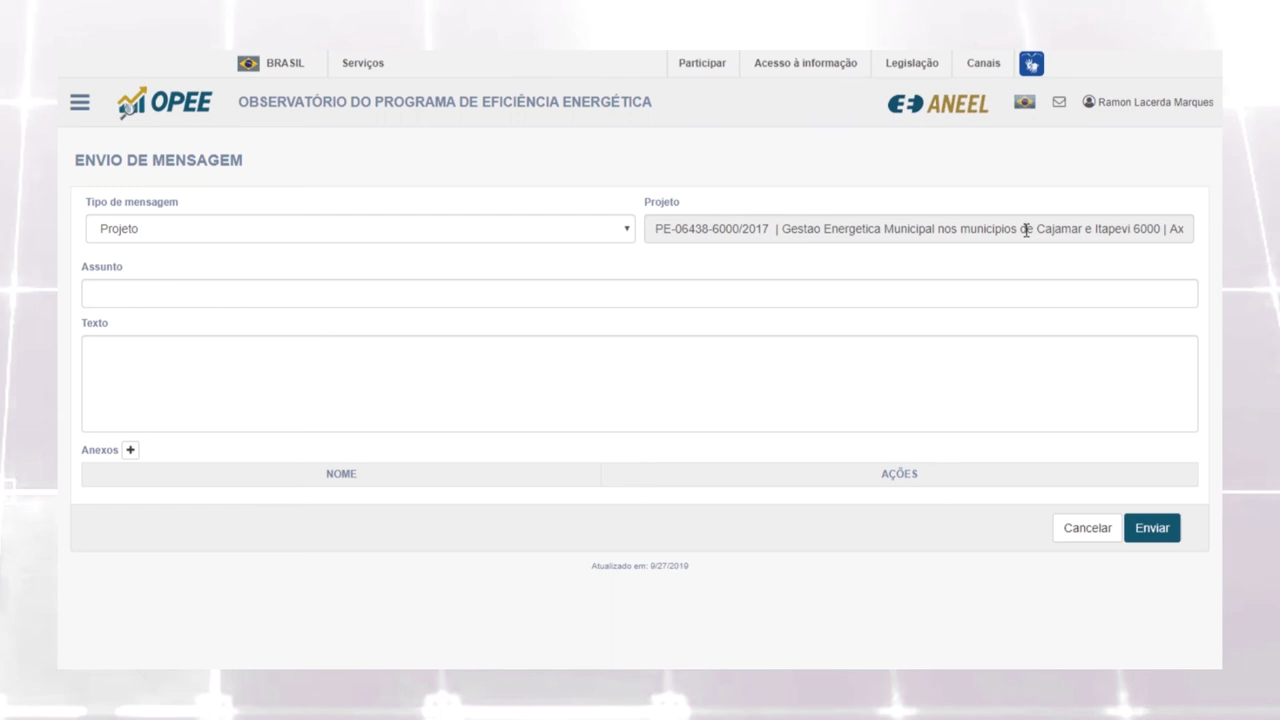 BRASIL Serviços Participar Acesso à informação Legislação Canais
OPEE OBSERVATÓRIO DO PROGRAMA DE EFICIÊNCIA ENERGÉTICA ANEEL Ramon Lacerda Marques
ENVIO DE MENSAGEM
Tipo de mensagem Projeto
Projeto PE-06438-6000/2017 | Gestao Energetica Municipal nos municipios de Cajamar e Itapevi 6000 | Ax
Assunto
Texto
Anexos +
NOME AÇÕES
Cancelar Enviar
Atualizado em: 9/27/2019